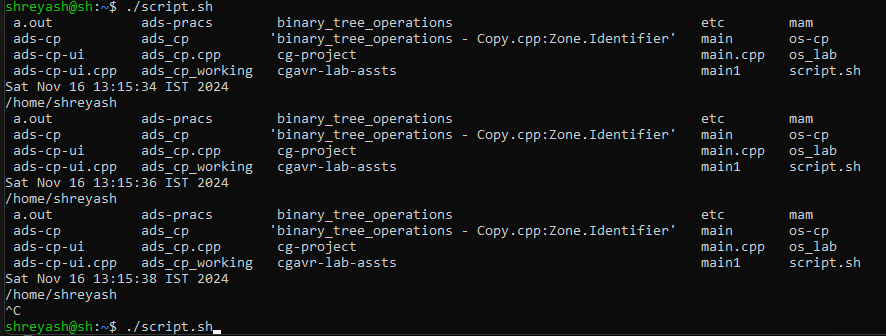 shreyash@sh:~$ ./script.sh
a.out ads-pracs binary_tree_operations etc mam
ads-cp ads_cp 'binary_tree_operations - Copy.cpp:Zone.Identifier' main os-cp
ads-cp-ui ads_cp.cpp cg-project main.cpp os_lab
ads-cp-ui.cpp ads_cp_working cgavr-lab-assts main1 script.sh
Sat Nov 16 13:15:34 IST 2024
/home/shreyash
a.out ads-pracs binary_tree_operations etc mam
ads-cp ads_cp 'binary_tree_operations - Copy.cpp:Zone.Identifier' main os-cp
ads-cp-ui ads_cp.cpp cg-project main.cpp os_lab
ads-cp-ui.cpp ads_cp_working cgavr-lab-assts main1 script.sh
Sat Nov 16 13:15:36 IST 2024
/home/shreyash
a.out ads-pracs binary_tree_operations etc mam
ads-cp ads_cp 'binary_tree_operations - Copy.cpp:Zone.Identifier' main os-cp
ads-cp-ui ads_cp.cpp cg-project main.cpp os_lab
ads-cp-ui.cpp ads_cp_working cgavr-lab-assts main1 script.sh
Sat Nov 16 13:15:38 IST 2024
/home/shreyash
^C
shreyash@sh:~$ ./script.sh